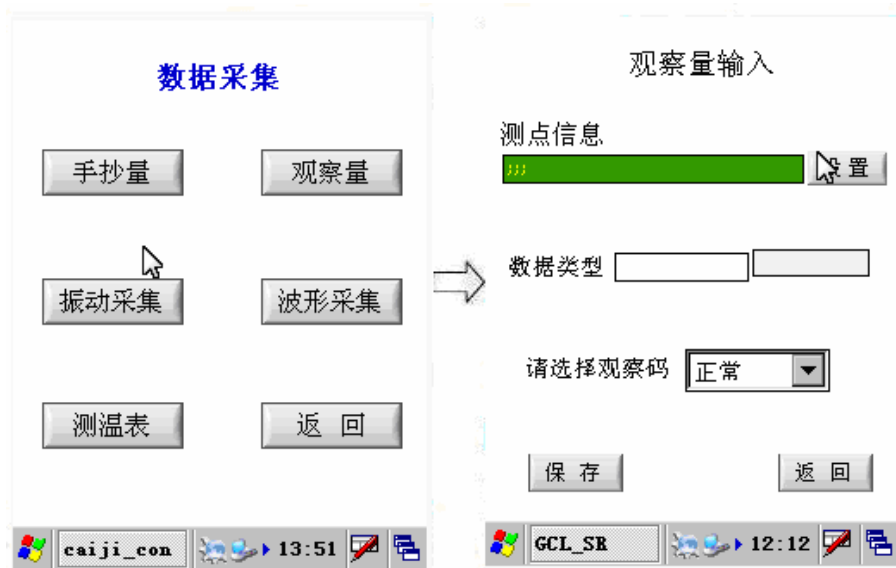 数据采集
手抄量
观察量
振动采集
波形采集
测温表
返 回
caiji_con
13:51
观察量输入
测点信息
;;;
置
数据类型
请选择观察码
正常
保 存
返 回
GCL_SR
12:12